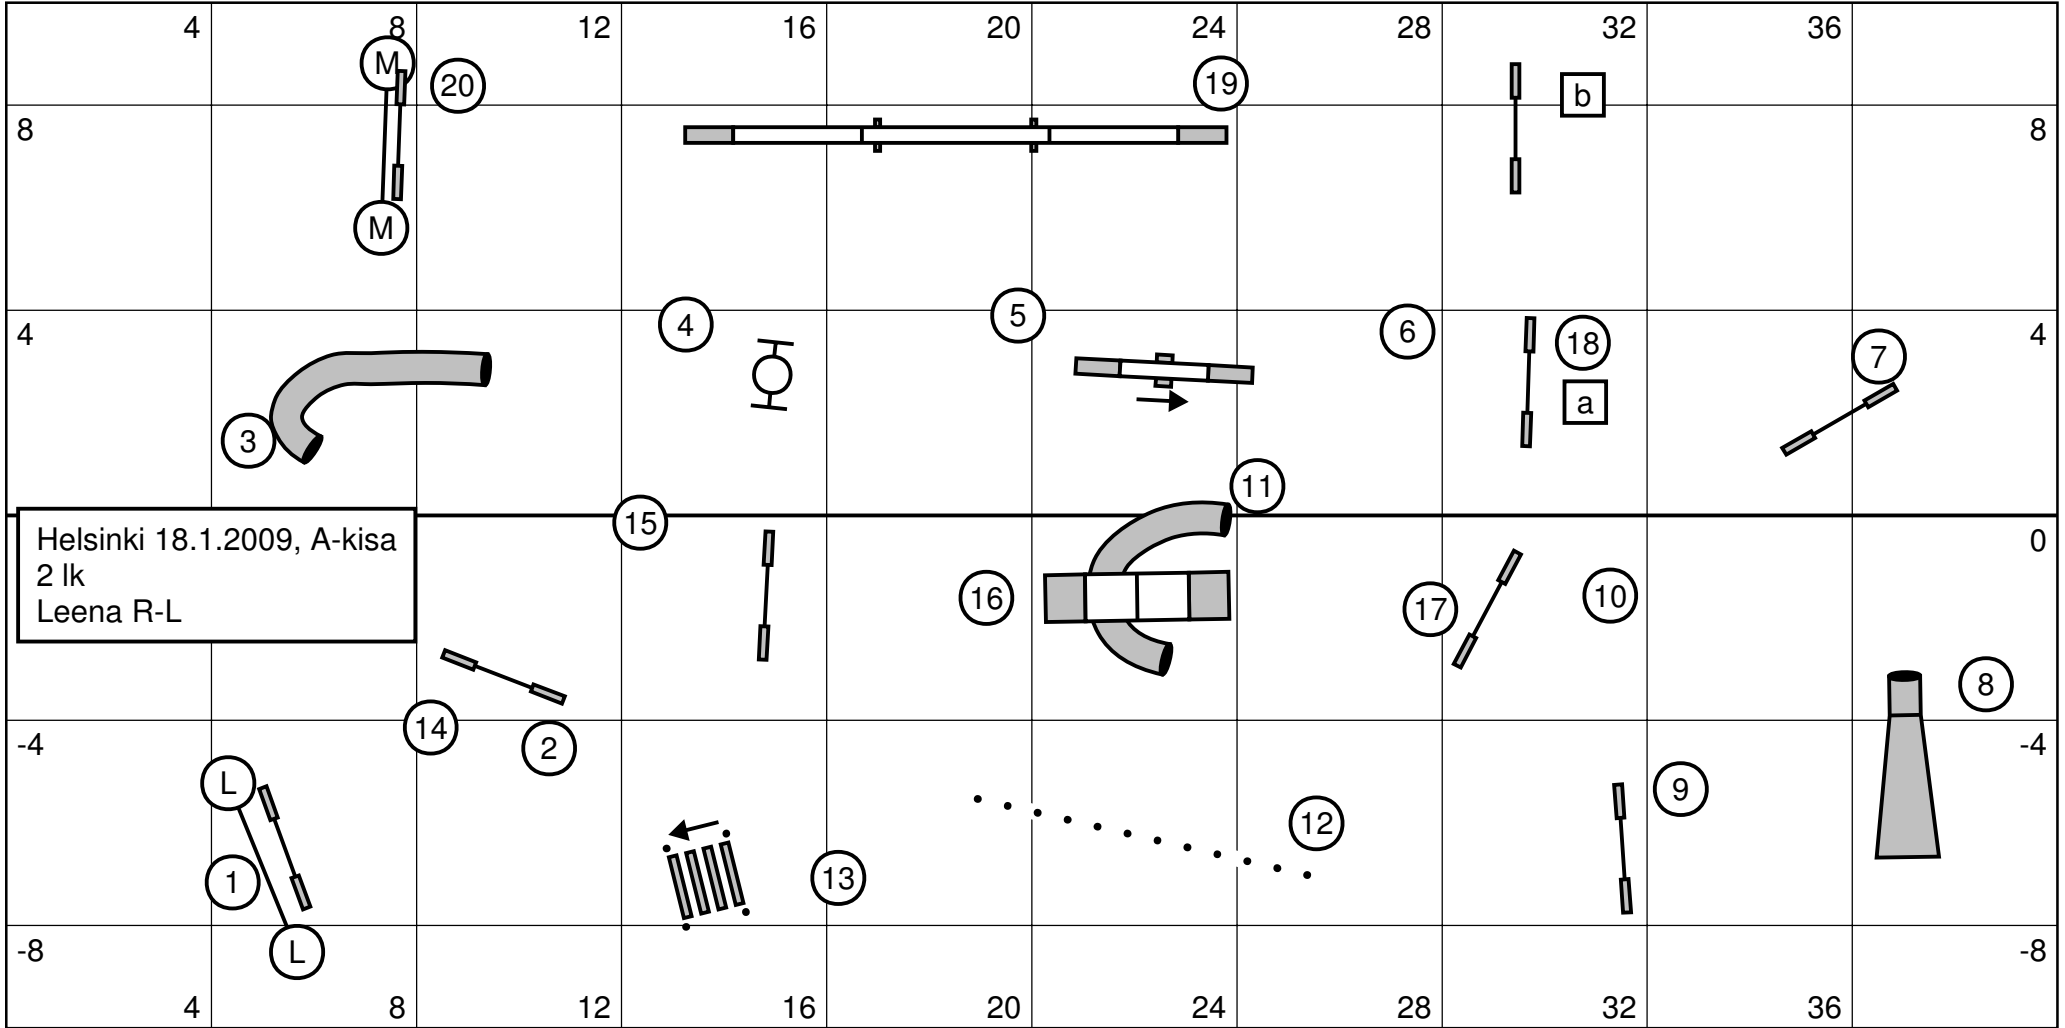 4 8 12 16 20 24 28 32 36
M 20 19 b
8 8
M
4 5 6 18 7
4 4
a
3
11
15
Helsinki 18.1.2009, A-kisa
2 lk
Leena R-L
0
16 17 10
8
14 2
-4 -4
L 9
12
1 13
L
-8 -8
4 8 12 16 20 24 28 32 36